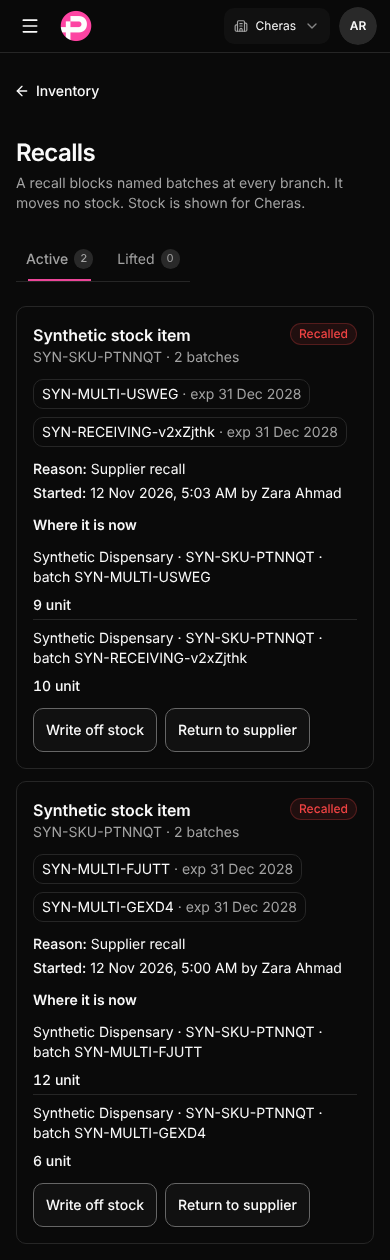 Cheras
AR
Inventory
Recalls
A recall blocks named batches at every branch. It
moves no stock. Stock is shown for Cheras.
Active 2 Lifted 0
Synthetic stock item Recalled
SYN-SKU-PTNNQT · 2 batches
SYN-MULTI-USWEG · exp 31 Dec 2028
SYN-RECEIVING-v2xZjthk · exp 31 Dec 2028
Reason: Supplier recall
Started: 12 Nov 2026, 5:03 AM by Zara Ahmad
Where it is now
Synthetic Dispensary · SYN-SKU-PTNNQT ·
batch SYN-MULTI-USWEG
9 unit
Synthetic Dispensary · SYN-SKU-PTNNQT ·
batch SYN-RECEIVING-v2xZjthk
10 unit
Write off stock Return to supplier
Synthetic stock item Recalled
SYN-SKU-PTNNQT · 2 batches
SYN-MULTI-FJUTT · exp 31 Dec 2028
SYN-MULTI-GEXD4 · exp 31 Dec 2028
Reason: Supplier recall
Started: 12 Nov 2026, 5:00 AM by Zara Ahmad
Where it is now
Synthetic Dispensary · SYN-SKU-PTNNQT ·
batch SYN-MULTI-FJUTT
12 unit
Synthetic Dispensary · SYN-SKU-PTNNQT ·
batch SYN-MULTI-GEXD4
6 unit
Write off stock Return to supplier